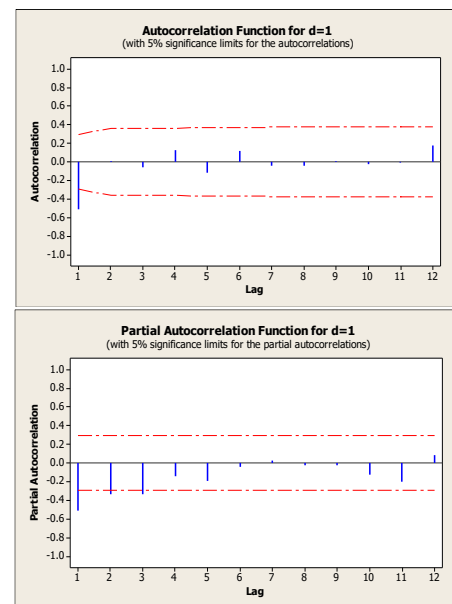 Autocorrelation Function for d=1
(with 5% significance limits for the autocorrelations)
1.0
0.8
0.6
0.4
0.2
0.0
-0.2
-0.4
-0.6
-0.8
-1.0
Autocorrelation
1 2 3 4 5 6 7 8 9 10 11 12
Lag
Partial Autocorrelation Function for d=1
(with 5% significance limits for the partial autocorrelations)
1.0
0.8
0.6
0.4
0.2
0.0
-0.2
-0.4
-0.6
-0.8
-1.0
Partial Autocorrelation
1 2 3 4 5 6 7 8 9 10 11 12
Lag